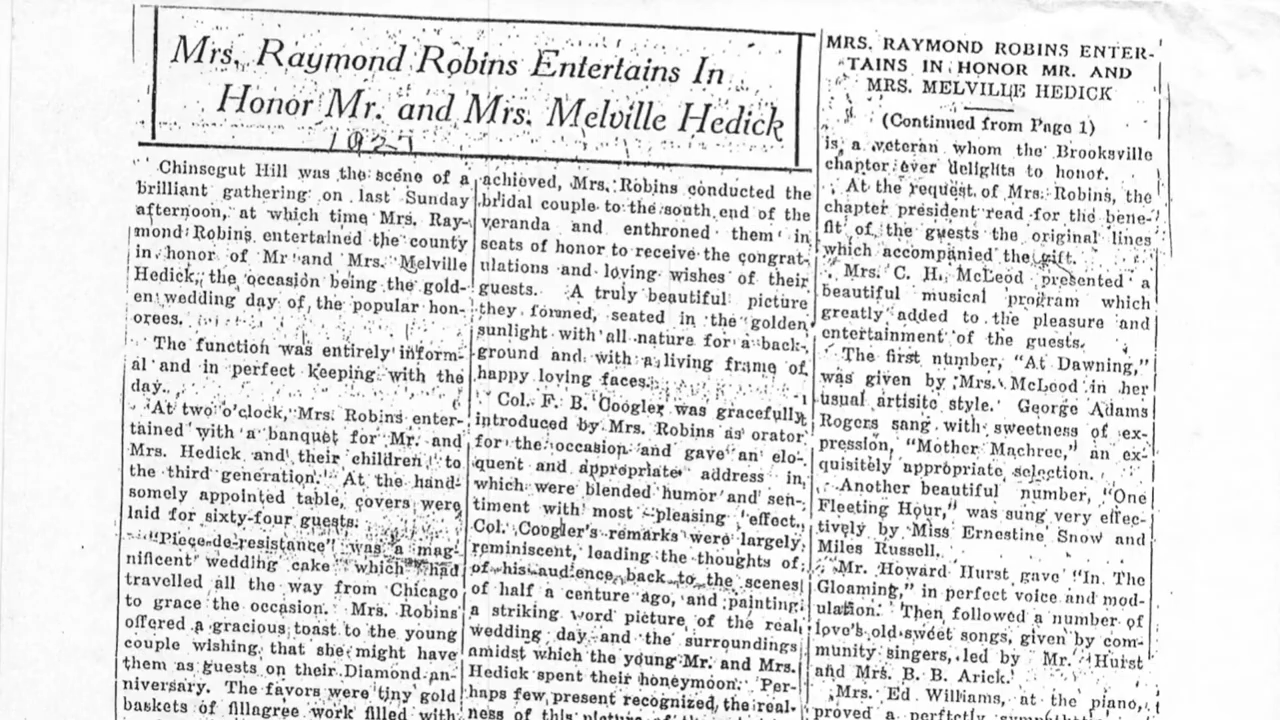 Mrs. Raymond Robins Entertains In
Honor Mr. and Mrs. Melville Hedick
1927
Chinsegut Hill was the scene of a
brilliant gathering on last Sunday
afternoon, at which time Mrs. Ray-
mond Robins entertained the county
in honor of Mr and Mrs. Melville
Hedick, the occasion being the gold-
en wedding day of the popular hon-
orees.
The function was entirely inform-
al and in perfect keeping with the
day.
At two o'clock, Mrs. Robins enter-
tained with a banquet for Mr. and
Mrs. Hedick and their children "to
the third generation." At the hand-
somely appointed table, covers were
laid for sixty-four guests.
"Piece-de-resistance" was a mag-
nificent wedding cake which had
travelled all the way from Chicago
to grace the occasion. Mrs. Robins
offered a gracious toast to the young
couple wishing that she might have
them as guests on their Diamond an-
niversary. The favors were tiny gold
baskets of fillagree work filled with
achieved, Mrs. Robins conducted the
bridal couple to the south end of the
veranda and enthroned them in
seats of honor to receive the congrat-
ulations and loving wishes of their
guests. A truly beautiful picture
they formed, seated in the golden
sunlight with all nature for a back-
ground and with a living frame of
happy loving faces.
Col. F. B. Coogler was gracefully
introduced by Mrs. Robins as orator
for the occasion and gave an elo-
quent and appropriate address in
which were blended humor and sen-
timent with most pleasing effect.
Col. Coogler's remarks were largely
reminiscent, leading the thoughts of
of his audience back to the scenes
of half a centure ago, and painting
a striking word picture of the real
wedding day and the surroundings
amidst which the young Mr. and Mrs.
Hedick spent their honeymoon. Per-
haps few present recognized the real-
ness of this picture of the
MRS. RAYMOND ROBINS ENTER-
TAINS IN HONOR MR. AND
MRS. MELVILLE HEDICK
(Continued from Page 1)
is a veteran whom the Brooksville
chapter ever delights to honor.
At the request of Mrs. Robins, the
chapter president read for the bene-
fit of the guests the original lines
which accompanied the gift.
Mrs. C. H. McLeod presented a
beautiful musical program which
greatly added to the pleasure and
entertainment of the guests.
The first number, "At Dawning,"
was given by Mrs. McLeod in her
usual artisitc style. George Adams
Rogers sang with sweetness of ex-
pression, "Mother Machree," an ex-
quisitely appropriate selection.
Another beautiful number, "One
Fleeting Hour," was sung very effec-
tively by Miss Ernestine Snow and
Miles Russell.
Mr. Howard Hurst gave "In The
Gloaming," in perfect voice and mod-
ulation. Then followed a number of
love's old sweet songs, given by com-
munity singers, led by Mr. Hurst
and Mrs. B. B. Arick.
Mrs. Ed Williams, at the piano,
proved a perfectly